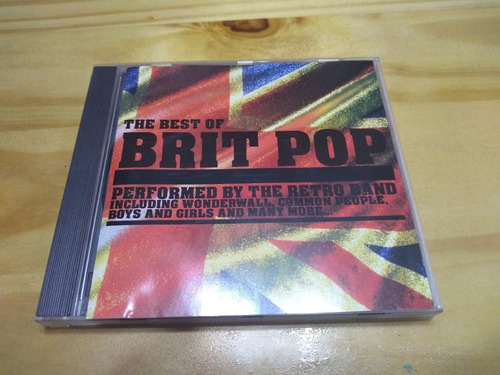 THE BEST OF
BRIT POP
PERFORMED BY THE RETRO BAND
INCLUDING WONDERWALL, COMMON PEOPLE,
BOYS AND GIRLS AND MANY MORE...